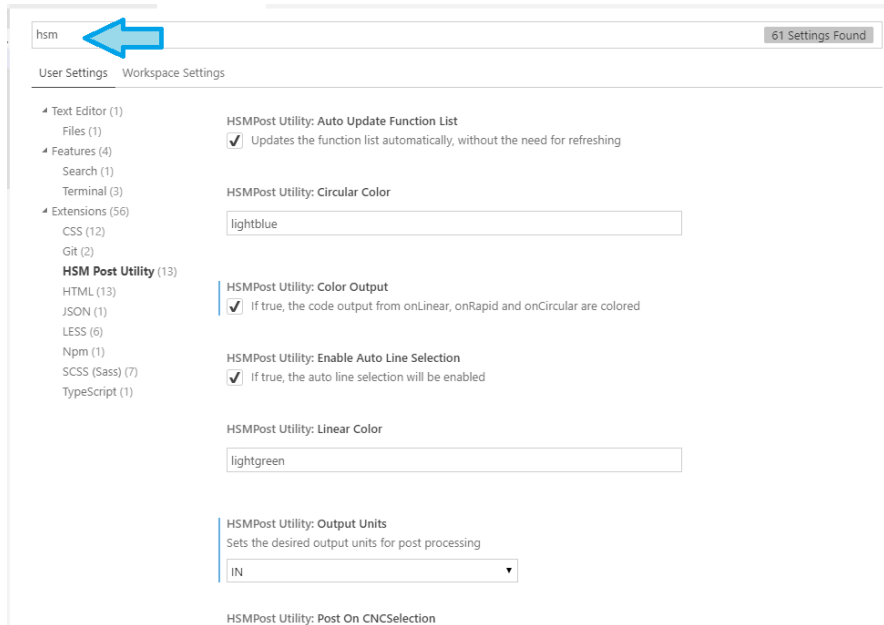 hsm
61 Settings Found
User Settings Workspace Settings
Text Editor (1)
Files (1)
Features (4)
Search (1)
Terminal (3)
Extensions (56)
CSS (12)
Git (2)
HSM Post Utility (13)
HTML (13)
JSON (1)
LESS (6)
Npm (1)
SCSS (Sass) (7)
TypeScript (1)
HSMPost Utility: Auto Update Function List
Updates the function list automatically, without the need for refreshing
HSMPost Utility: Circular Color
lightblue
HSMPost Utility: Color Output
If true, the code output from onLinear, onRapid and onCircular are colored
HSMPost Utility: Enable Auto Line Selection
If true, the auto line selection will be enabled
HSMPost Utility: Linear Color
lightgreen
HSMPost Utility: Output Units
Sets the desired output units for post processing
IN
HSMPost Utility: Post On CNCSelection